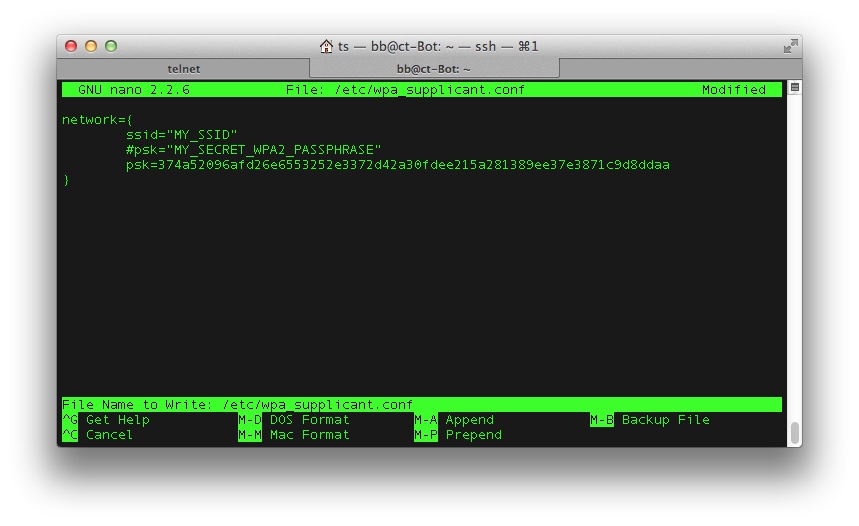 ts — bb@ct-Bot: ~ — ssh — ⌘1
telnet bb@ct-Bot: ~
GNU nano 2.2.6 File: /etc/wpa_supplicant.conf Modified
network={
ssid="MY_SSID"
#psk="MY_SECRET_WPA2_PASSPHRASE"
psk=374a52096afd26e6553252e3372d42a30fdee215a281389ee37e3871c9d8ddaa
}
File Name to Write: /etc/wpa_supplicant.conf
^G Get Help M-D DOS Format M-A Append M-B Backup File
^C Cancel M-M Mac Format M-P Prepend